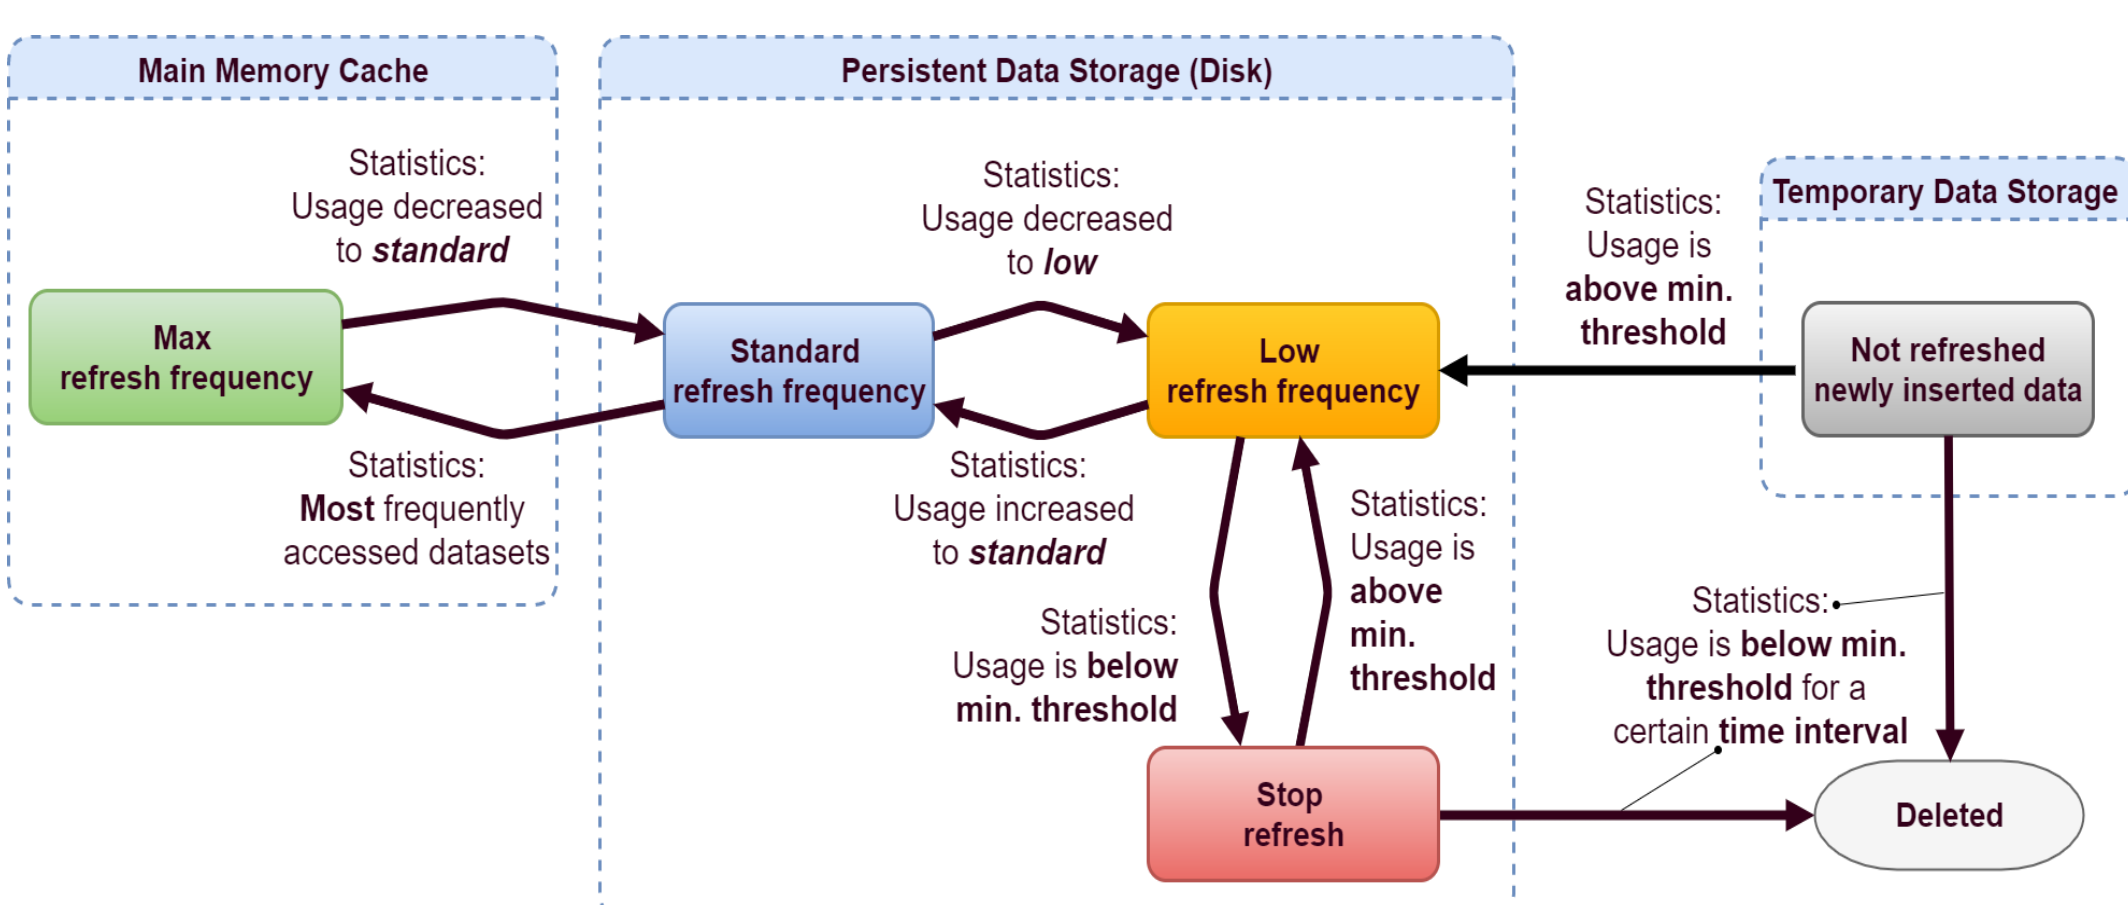 Main Memory Cache
Persistent Data Storage (Disk)
Temporary Data Storage
Statistics:
Usage decreased
to standard
Statistics:
Usage decreased
to low
Statistics:
Usage is
above min.
threshold
Max
refresh frequency
Standard
refresh frequency
Low
refresh frequency
Not refreshed
newly inserted data
Statistics:
Most frequently
accessed datasets
Statistics:
Usage increased
to standard
Statistics:
Usage is
above
min.
threshold
Statistics:
Usage is below
min. threshold
Statistics:
Usage is below min.
threshold for a
certain time interval
Stop
refresh
Deleted